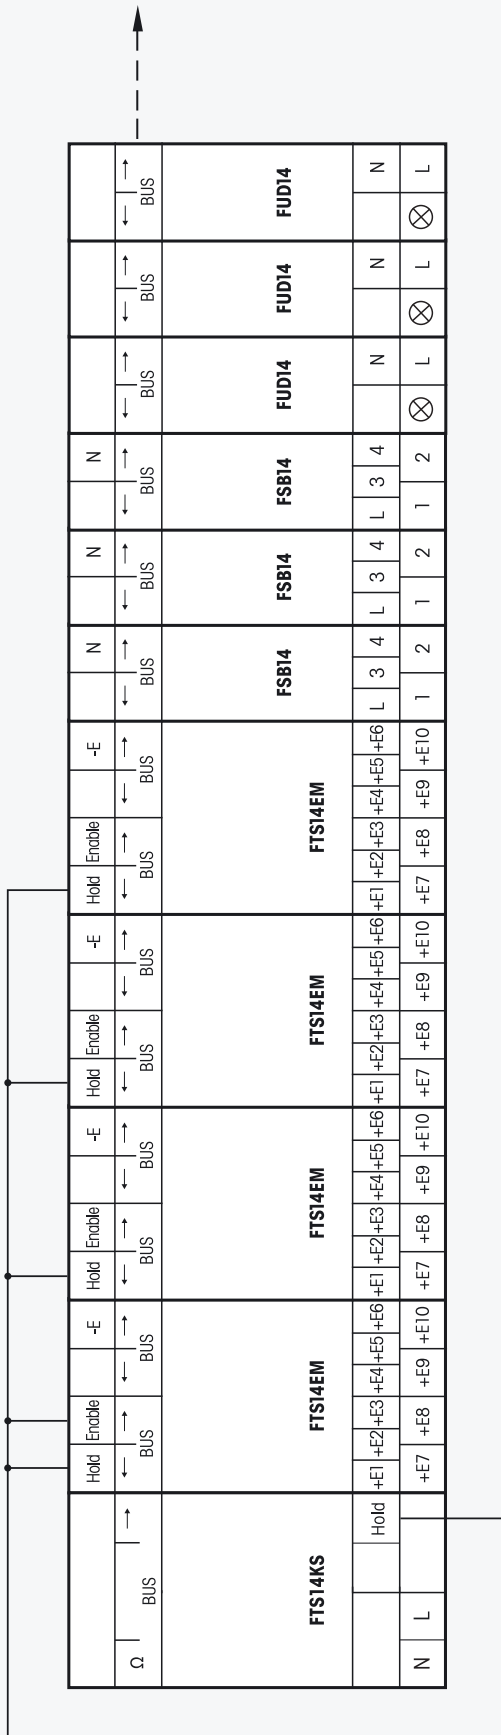 Hold Enable -E Hold Enable -E Hold Enable -E Hold Enable -E N N N
Ω
BUS BUS BUS BUS BUS BUS BUS BUS BUS BUS BUS BUS BUS BUS BUS
FTS14KS FTS14EM FTS14EM FTS14EM FTS14EM FSB14 FSB14 FSB14 FUD14 FUD14 FUD14
Hold +E1 +E2 +E3 +E4 +E5 +E6 +E1 +E2 +E3 +E4 +E5 +E6 +E1 +E2 +E3 +E4 +E5 +E6 +E1 +E2 +E3 +E4 +E5 +E6 L 3 4 L 3 4 L 3 4 N N N
N L +E7 +E8 +E9 +E10 +E7 +E8 +E9 +E10 +E7 +E8 +E9 +E10 +E7 +E8 +E9 +E10 1 2 1 2 1 2 L L L